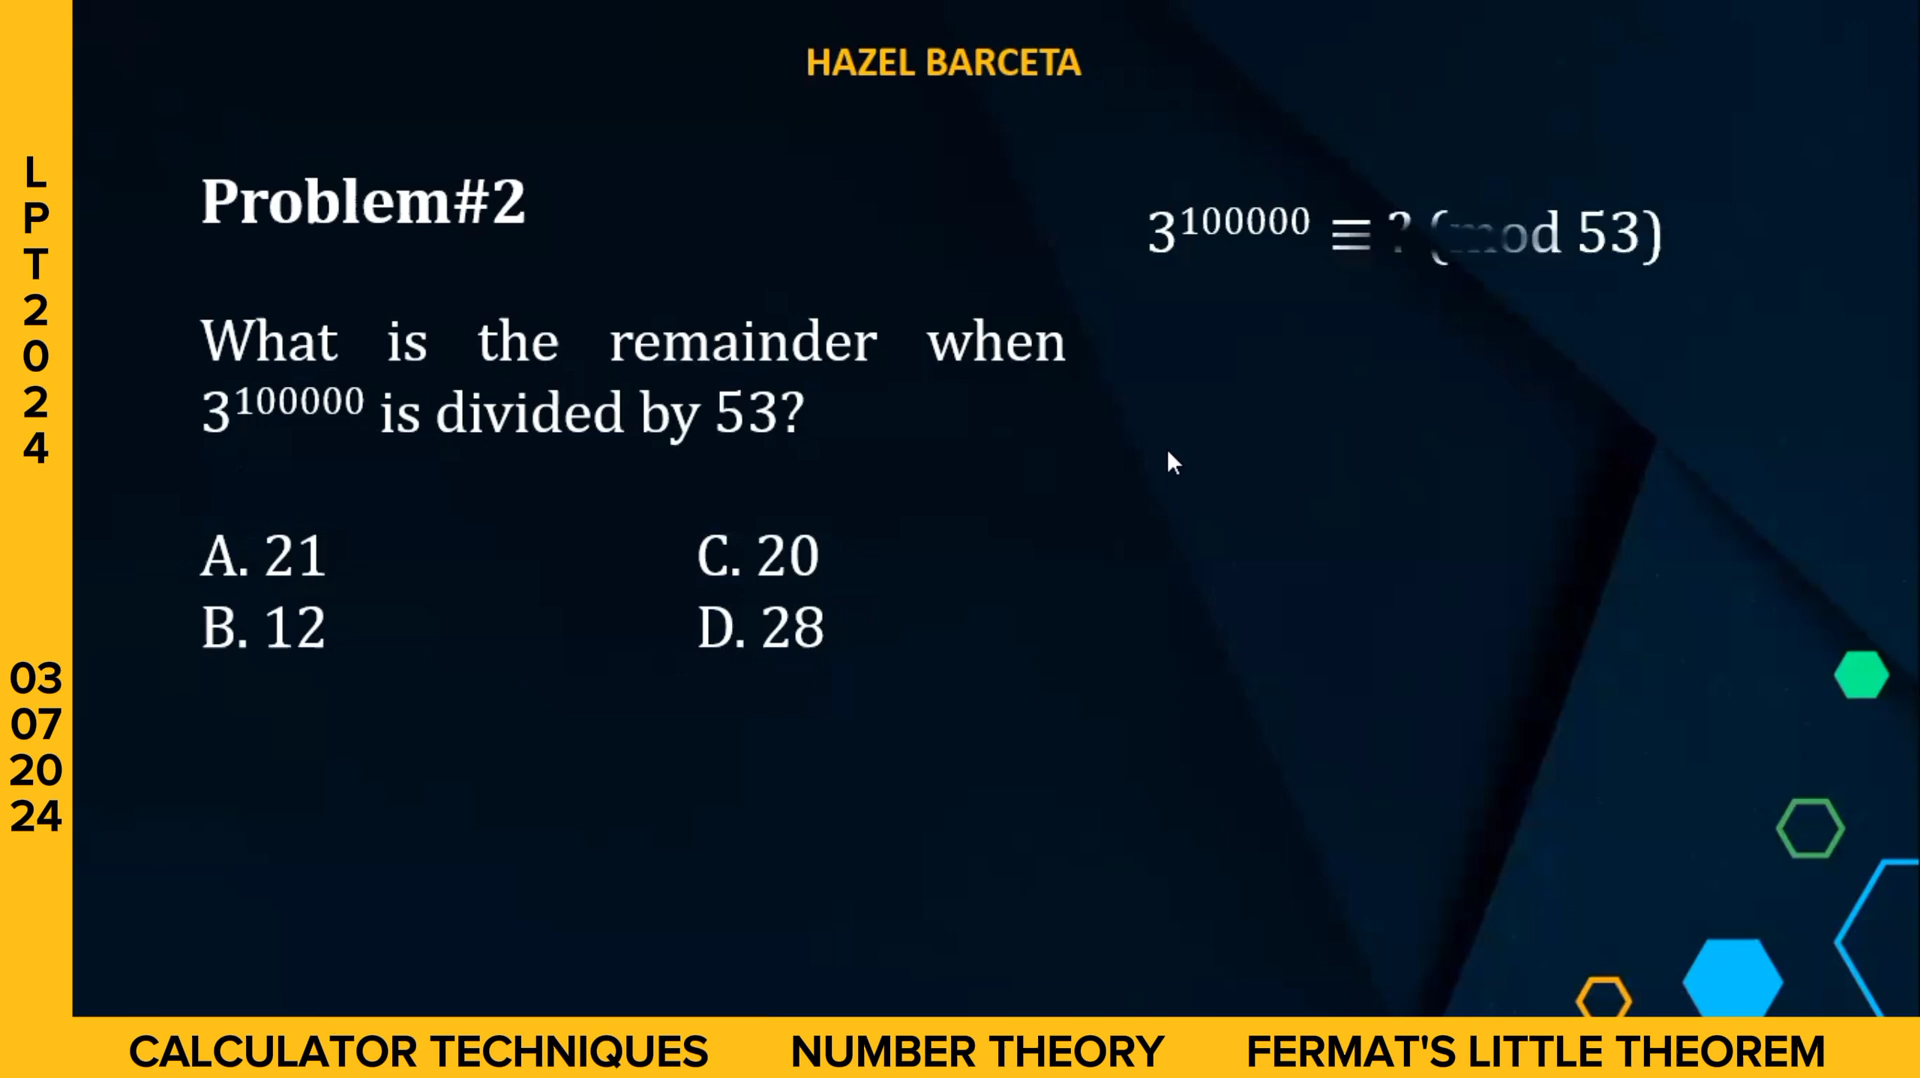 HAZEL BARCETA
L
P
T
2
0
2
4
03
07
20
24
Problem#2
What is the remainder when
3^100000 is divided by 53?
A. 21
B. 12
C. 20
D. 28
3^100000 ≡ ? (mod 53)
CALCULATOR TECHNIQUES NUMBER THEORY FERMAT'S LITTLE THEOREM